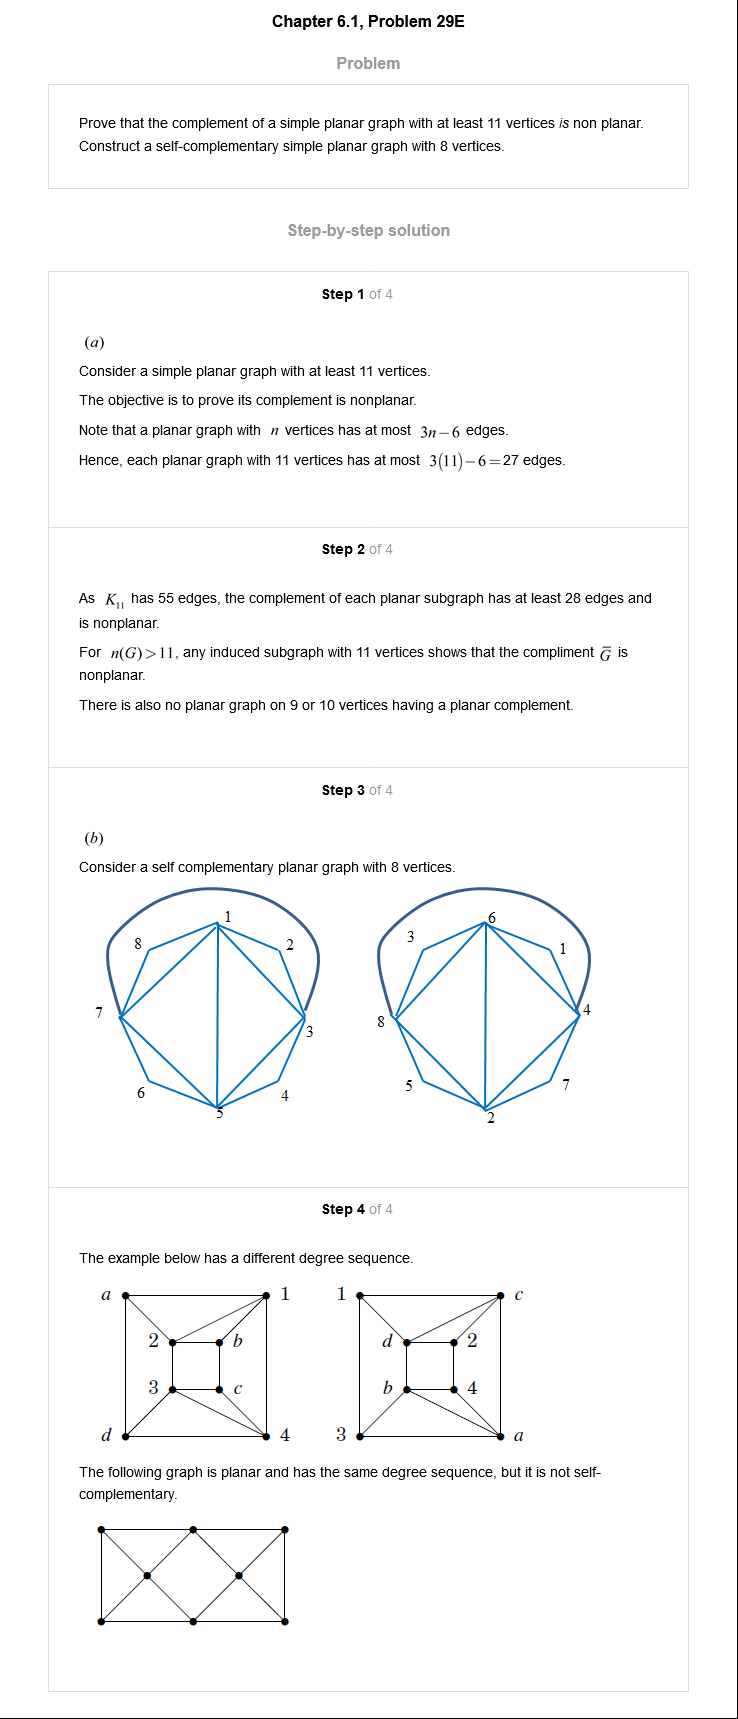 Chapter 6.1, Problem 29E
Problem
Prove that the complement of a simple planar graph with at least 11 vertices is non planar.
Construct a self-complementary simple planar graph with 8 vertices.
Step-by-step solution
Step 1 of 4
(a)
Consider a simple planar graph with at least 11 vertices.
The objective is to prove its complement is nonplanar.
Note that a planar graph with n vertices has at most 3n−6 edges.
Hence, each planar graph with 11 vertices has at most 3(11)−6=27 edges.
Step 2 of 4
As K₁₁ has 55 edges, the complement of each planar subgraph has at least 28 edges and
is nonplanar.
For n(G)>11, any induced subgraph with 11 vertices shows that the compliment G̅ is
nonplanar.
There is also no planar graph on 9 or 10 vertices having a planar complement.
Step 3 of 4
(b)
Consider a self complementary planar graph with 8 vertices.
1 6
8 2 3 1
7 3 8 4
6 4 5 7
5 2
Step 4 of 4
The example below has a different degree sequence.
a 1 1 c
2 b d 2
3 c b 4
d 4 3 a
The following graph is planar and has the same degree sequence, but it is not self-
complementary.